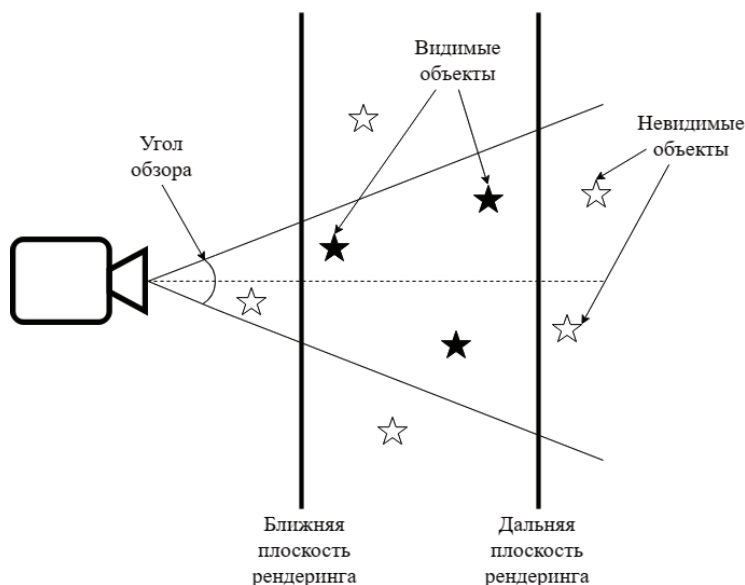 Видимые
объекты
Невидимые
объекты
Угол
обзора
Ближняя
плоскость
рендеринга
Дальняя
плоскость
рендеринга